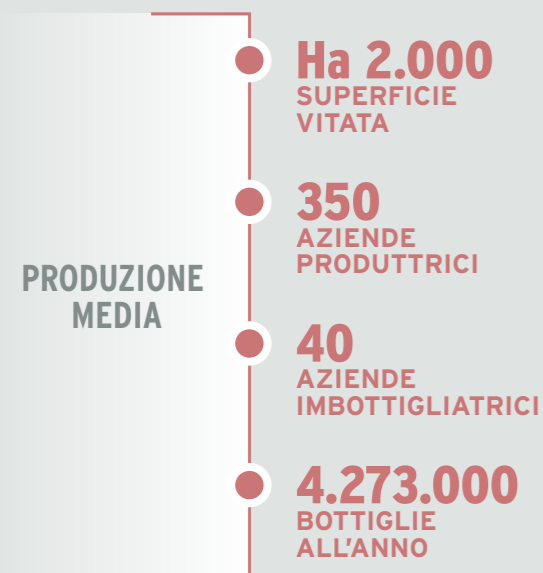 PRODUZIONE
MEDIA
Ha 2.000
SUPERFICIE
VITATA
350
AZIENDE
PRODUTTRICI
40
AZIENDE
IMBOTTIGLIATRICI
4.273.000
BOTTIGLIE
ALL'ANNO